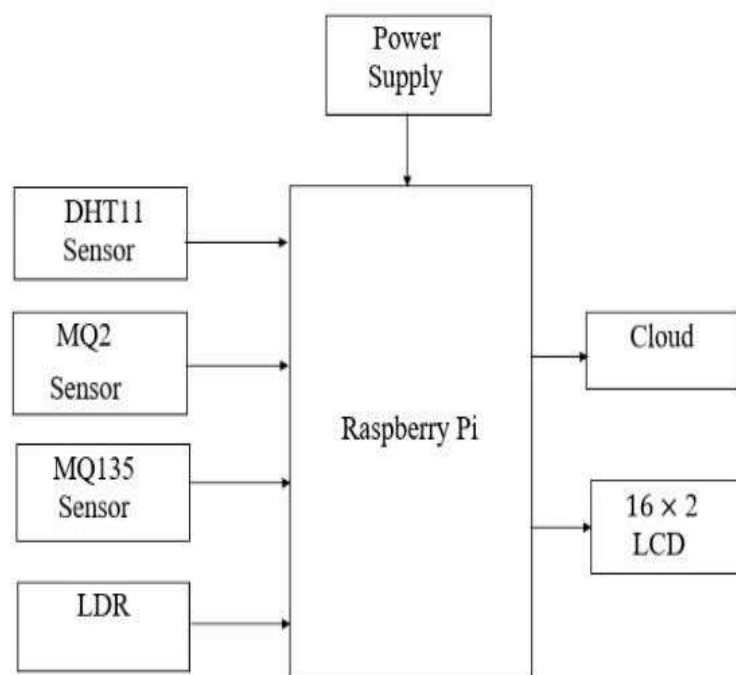 Power
Supply
DHT11
Sensor
MQ2
Sensor
MQ135
Sensor
LDR
Raspberry Pi
Cloud
16 × 2
LCD